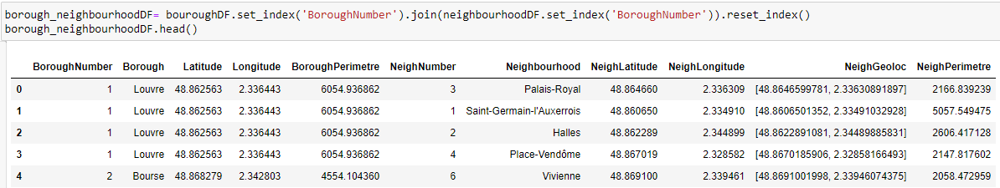 borough_neighbourhoodDF= bouroughDF.set_index('BoroughNumber').join(neighbourhoodDF.set_index('BoroughNumber')).reset_index()
borough_neighbourhoodDF.head()
BoroughNumber Borough Latitude Longitude BoroughPerimetre NeighNumber Neighbourhood NeighLatitude NeighLongitude NeighGeoloc NeighPerimetre
0 1 Louvre 48.862563 2.336443 6054.936862 3 Palais-Royal 48.864660 2.336309 [48.8646599781, 2.33630891897] 2166.839239
1 1 Louvre 48.862563 2.336443 6054.936862 1 Saint-Germain-l'Auxerrois 48.860650 2.334910 [48.8606501352, 2.33491032928] 5057.549475
2 1 Louvre 48.862563 2.336443 6054.936862 2 Halles 48.862289 2.344899 [48.8622891081, 2.34489885831] 2606.417128
3 1 Louvre 48.862563 2.336443 6054.936862 4 Place-Vendôme 48.867019 2.328582 [48.8670185906, 2.32858166493] 2147.817602
4 2 Bourse 48.868279 2.342803 4554.104360 6 Vivienne 48.869100 2.339461 [48.8691001998, 2.33946074375] 2058.472959